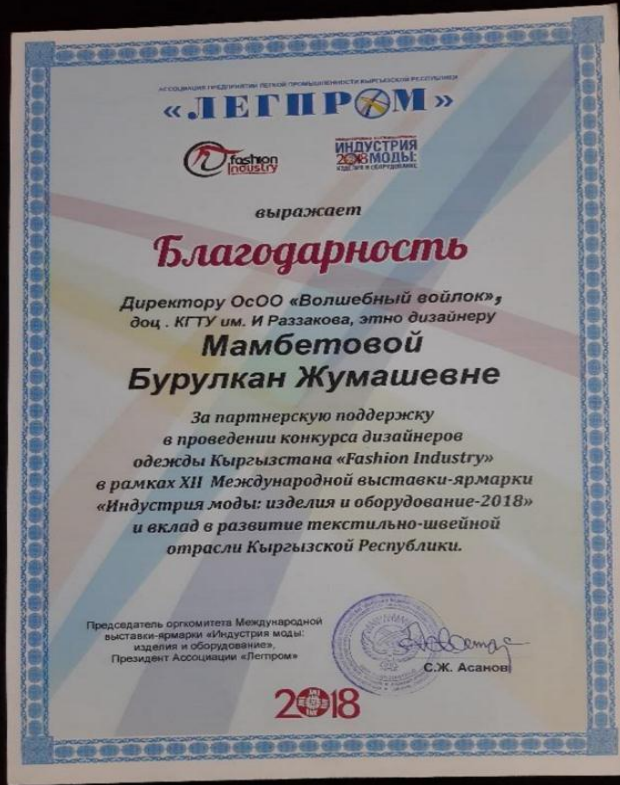 АССОЦИАЦИЯ ПРЕДПРИЯТИЙ ЛЕГКОЙ ПРОМЫШЛЕННОСТИ КЫРГЫЗСКОЙ РЕСПУБЛИКИ
«ЛЕГПРОМ»
fashion
Industry
ИНДУСТРИЯ
2018 МОДЫ:
ИЗДЕЛИЯ И ОБОРУДОВАНИЕ
выражает
Благодарность
Директору ОсОО «Волшебный войлок»,
доц . КГТУ им. И Раззакова, этно дизайнеру
Мамбетовой
Бурулкан Жумашевне
За партнерскую поддержку
в проведении конкурса дизайнеров
одежды Кыргызстана «Fashion Industry»
в рамках XII Международной выставки-ярмарки
«Индустрия моды: изделия и оборудование-2018»
и вклад в развитие текстильно-швейной
отрасли Кыргызской Республики.
Председатель оргкомитета Международной
выставки-ярмарки «Индустрия моды:
изделия и оборудование»,
Президент Ассоциации «Легпром»
С.Ж. Асанов
2018